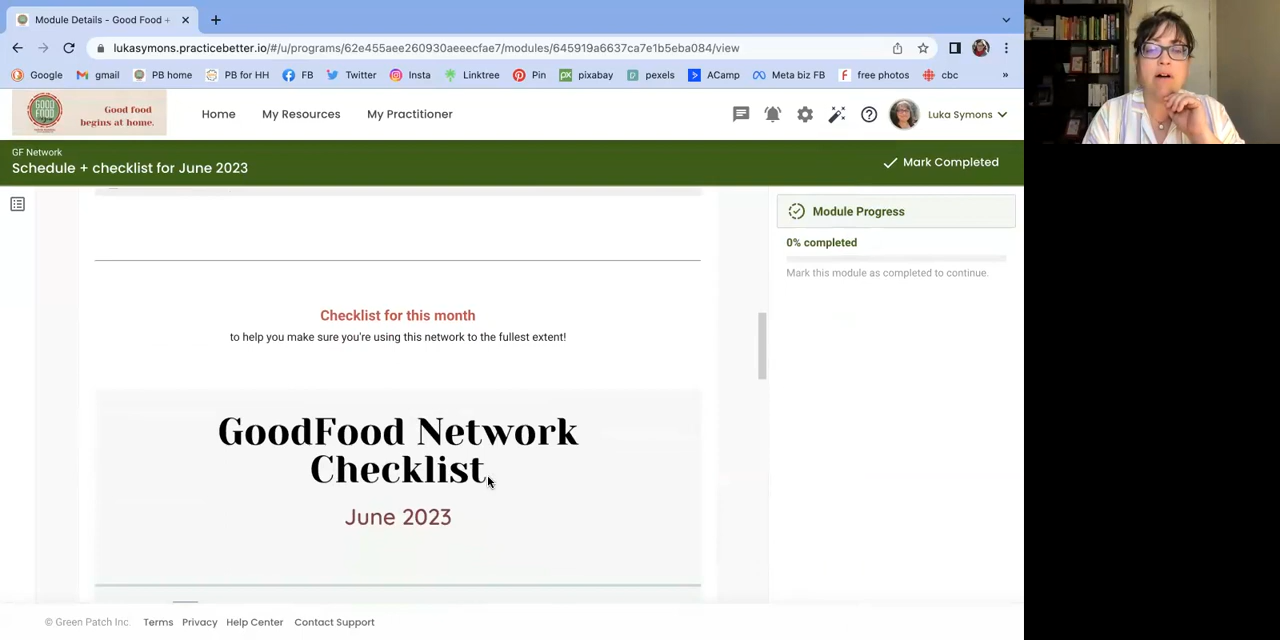 Module Details - Good Food +
lukasymons.practicebetter.io/#/u/programs/62e455aee260930aeeecfae7/modules/645919a6637ca7e1b5eba084/view
Google
gmail
PB home
PB for HH
FB
Twitter
Insta
Linktree
Pin
pixabay
pexels
ACamp
Meta biz FB
free photos
cbc
»
GOOD FOOD
Good food
begins at home.
Home
My Resources
My Practitioner
Luka Symons
GF Network
Schedule + checklist for June 2023
Mark Completed
Module Progress
0% completed
Mark this module as completed to continue.
Checklist for this month
to help you make sure you're using this network to the fullest extent!
GoodFood Network
Checklist
June 2023
© Green Patch Inc.
Terms
Privacy
Help Center
Contact Support